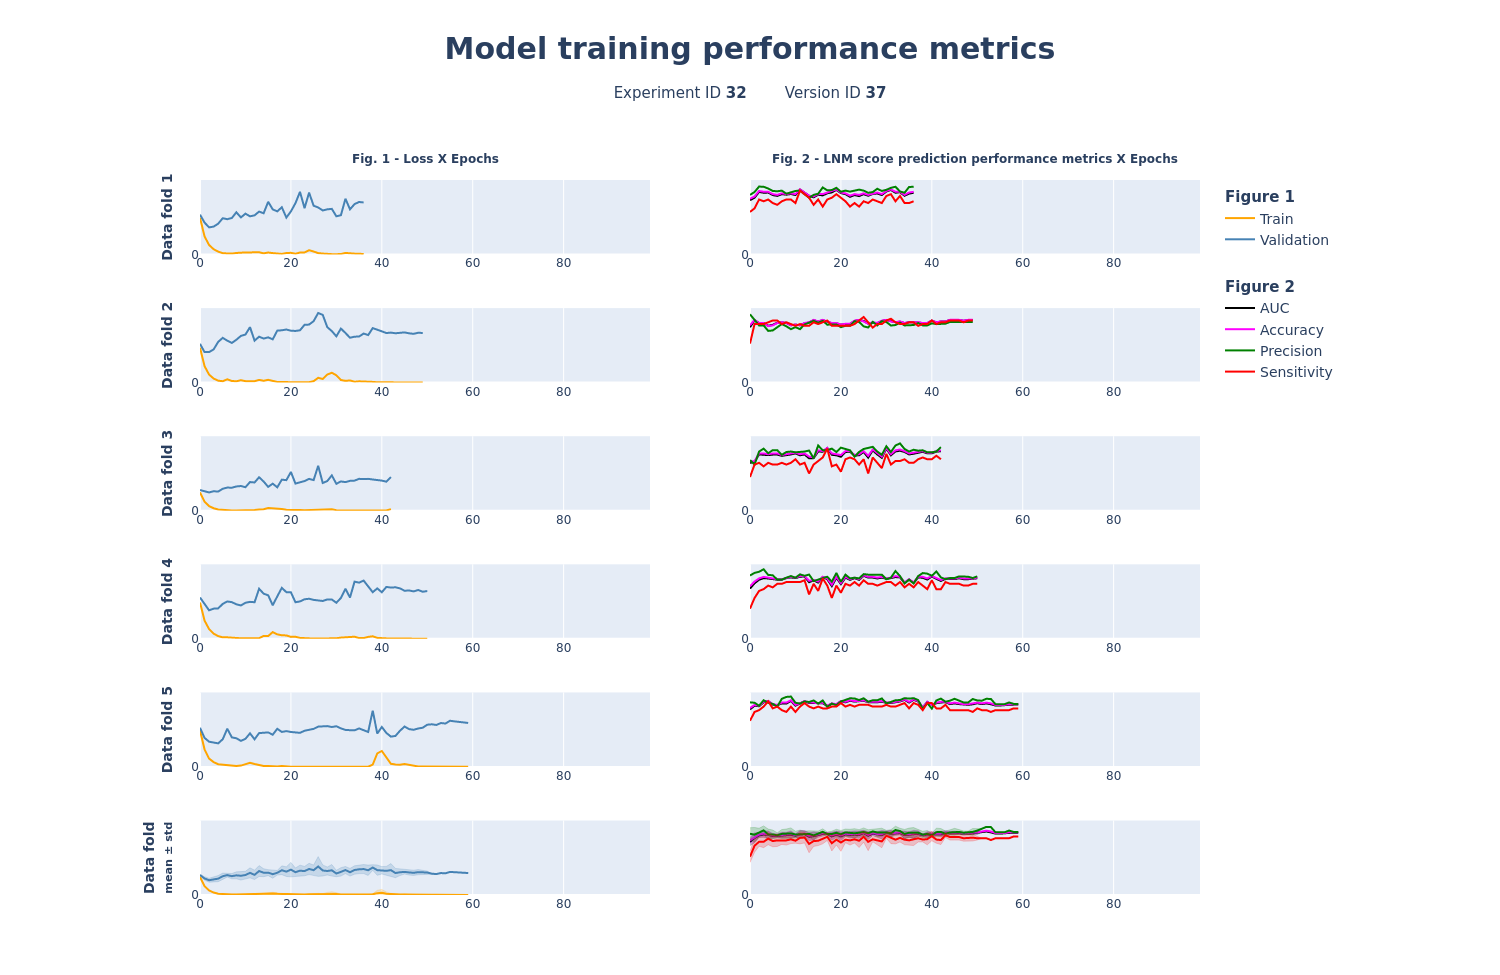 Model training performance metrics
Experiment ID 32 Version ID 37
Fig. 1 - Loss X Epochs
Fig. 2 - LNM score prediction performance metrics X Epochs
Data fold 1
0
0 20 40 60 80
0
0 20 40 60 80
Data fold 2
0
0 20 40 60 80
0
0 20 40 60 80
Data fold 3
0
0 20 40 60 80
0
0 20 40 60 80
Data fold 4
0
0 20 40 60 80
0
0 20 40 60 80
Data fold 5
0
0 20 40 60 80
0
0 20 40 60 80
Data fold
mean ± std
0
0 20 40 60 80
0
0 20 40 60 80
Figure 1
Train
Validation
Figure 2
AUC
Accuracy
Precision
Sensitivity